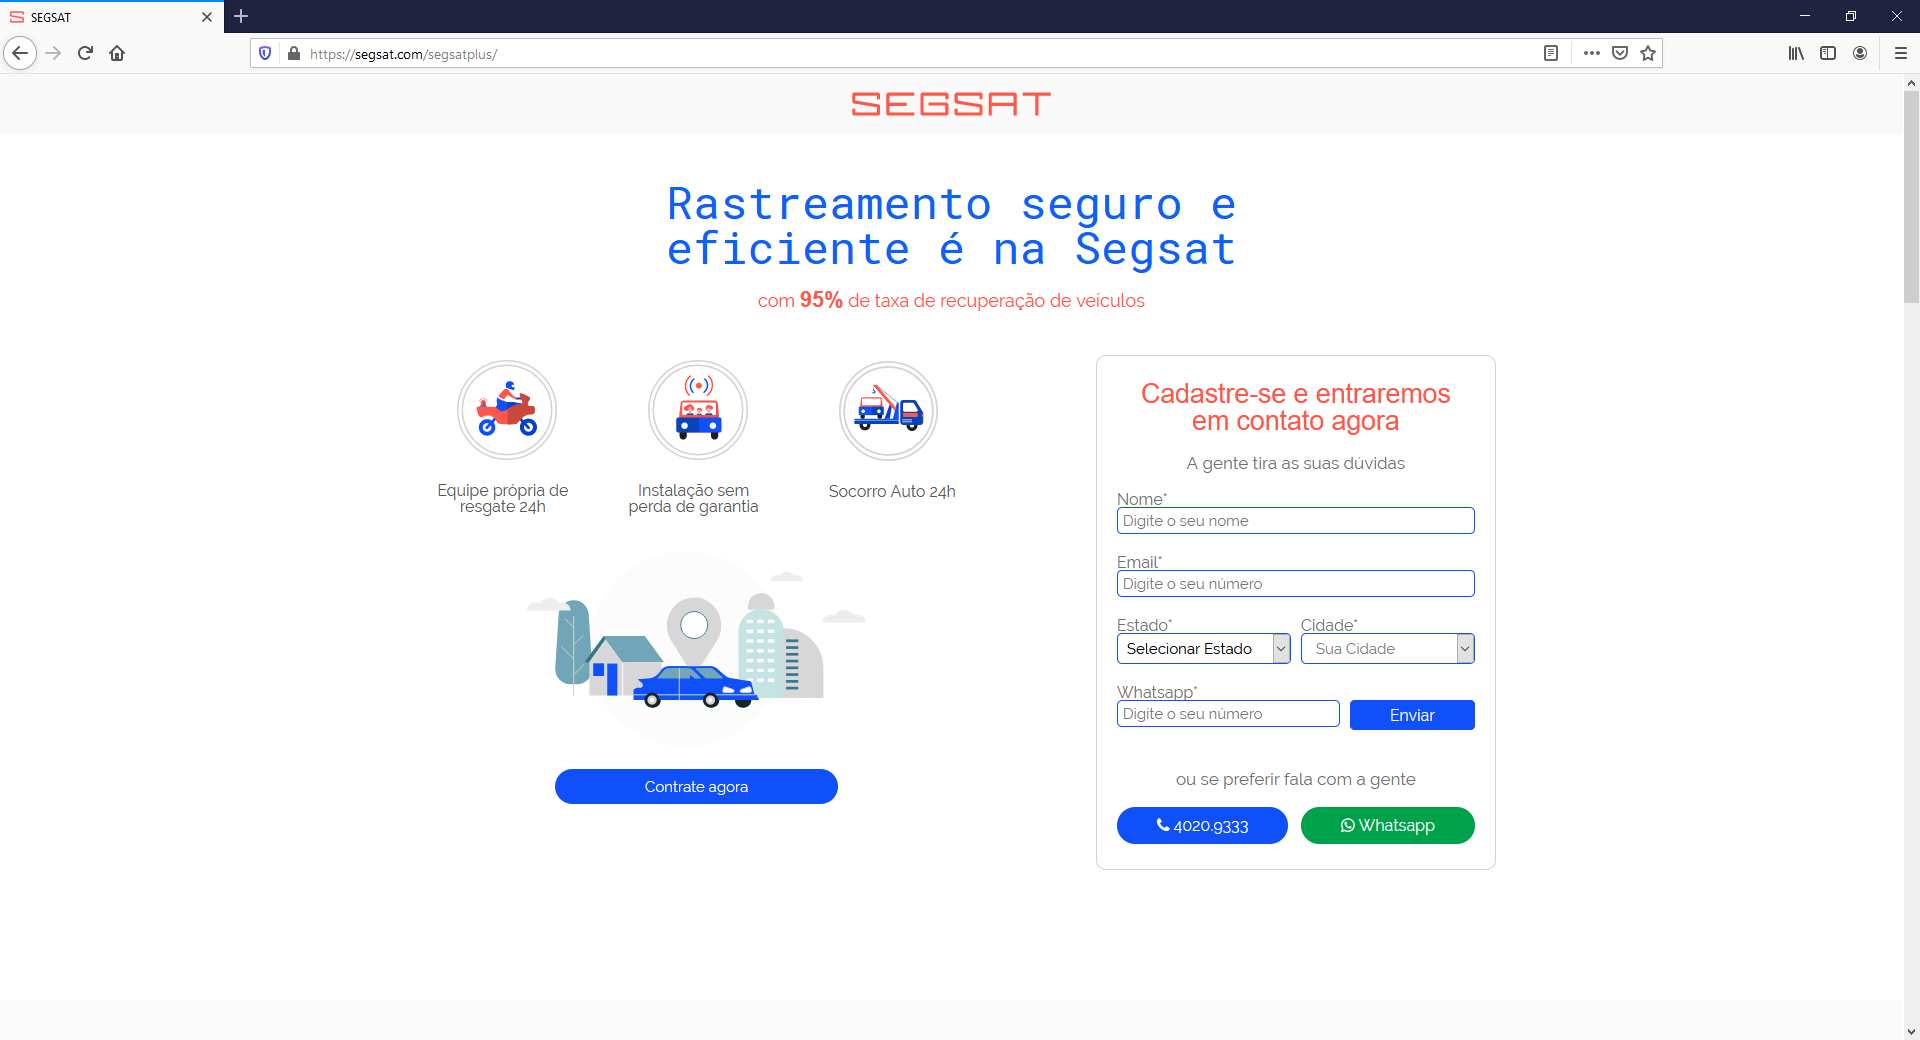 SEGSAT
https://segsat.com/segsatplus/
SEGSAT
Rastreamento seguro e
eficiente é na Segsat
com 95% de taxa de recuperação de veiculos
Equipe própria de
resgate 24h
Instalação sem
perda de garantia
Socorro Auto 24h
Contrate agora
Cadastre-se e entraremos
em contato agora
A gente tira as suas dúvidas
Nome*
Digite o seu nome
Email*
Digite o seu número
Estado* Cidade*
Selecionar Estado Sua Cidade
Whatsapp*
Digite o seu número Enviar
ou se preferir fala com a gente
4020.9333 Whatsapp